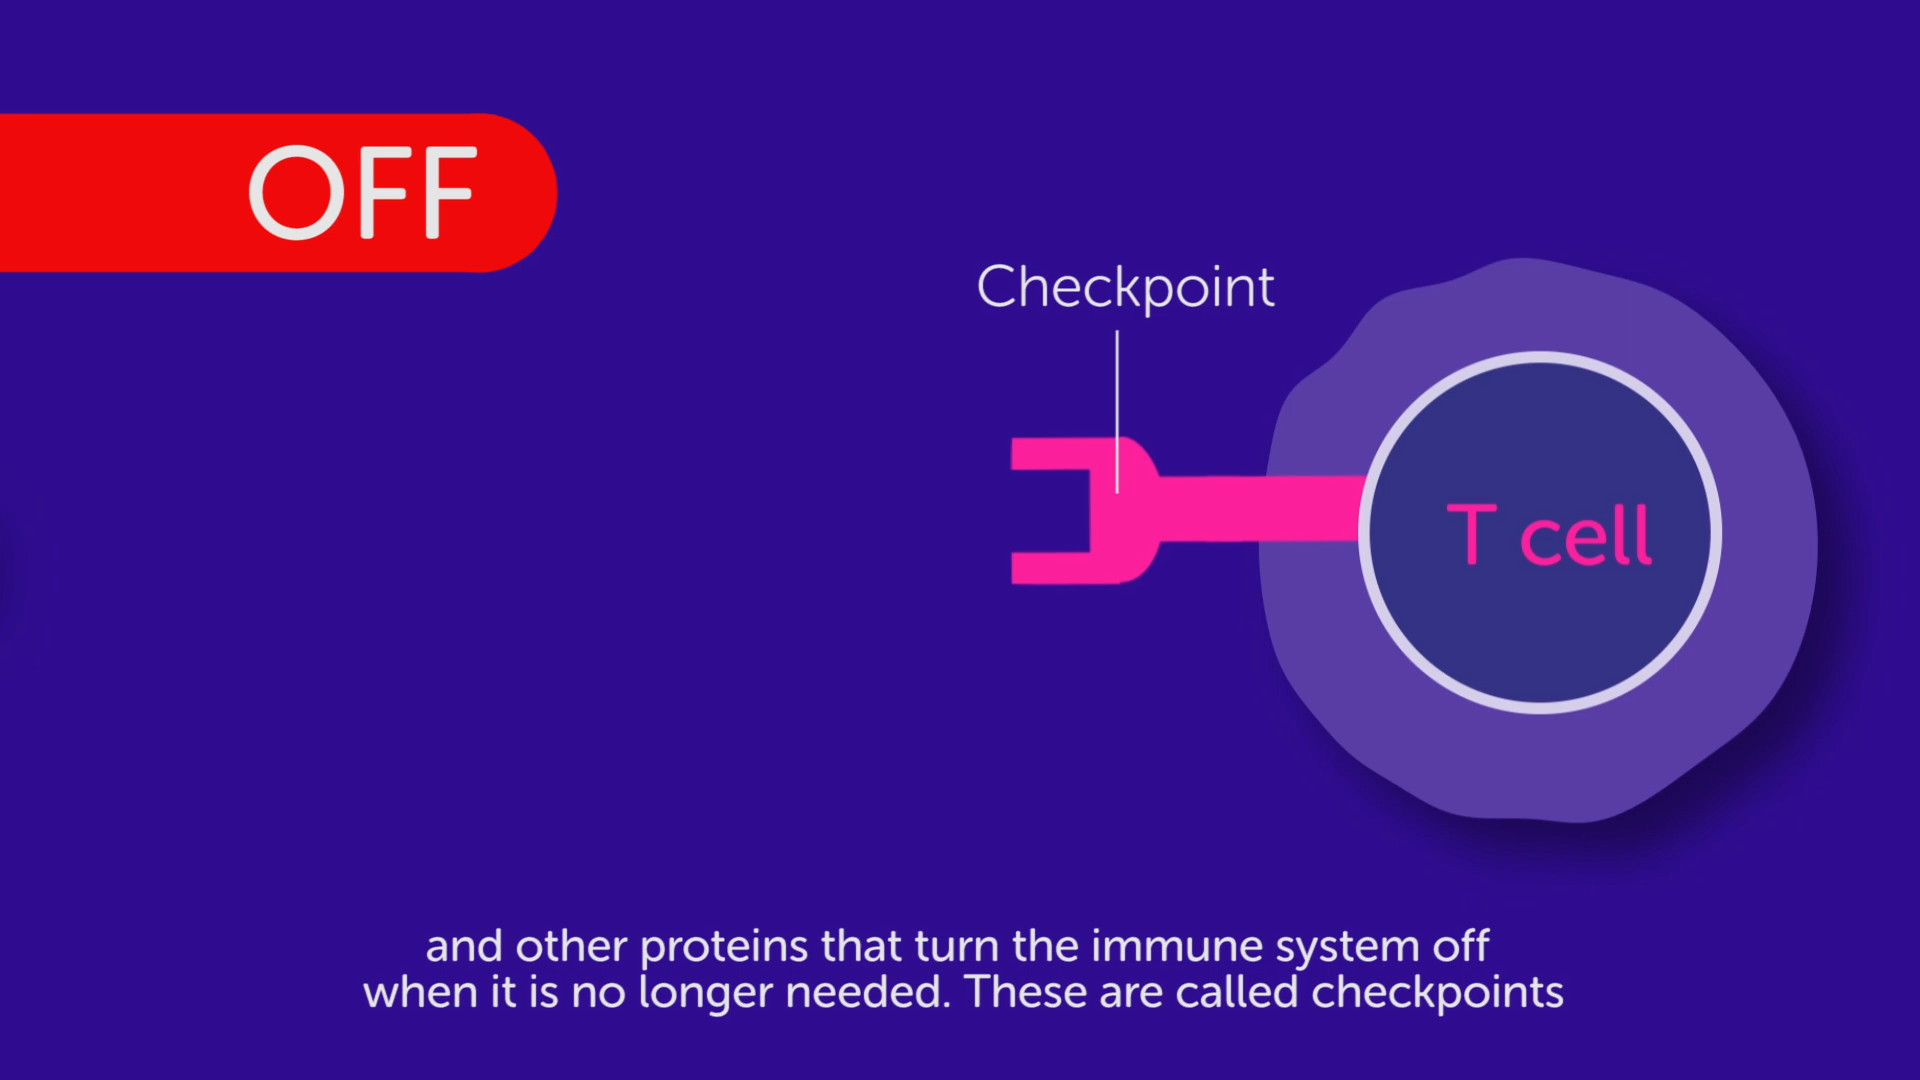 OFF
Checkpoint
T cell
and other proteins that turn the immune system off
when it is no longer needed. These are called checkpoints